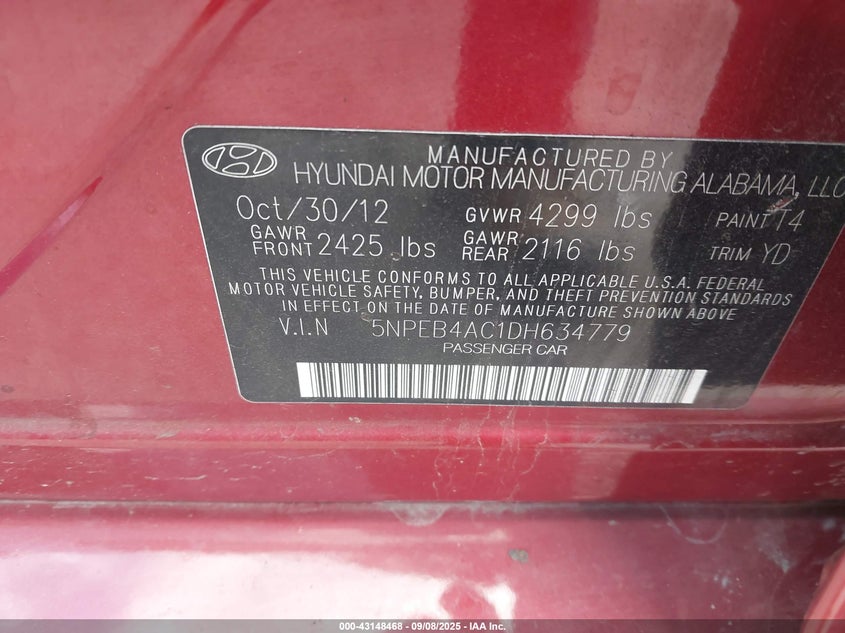 MANUFACTURED BY
HYUNDAI MOTOR MANUFACTURING ALABAMA, LLC
Oct/30/12 GVWR 4299 lbs PAINT T4
GAWR FRONT 2425 lbs GAWR REAR 2116 lbs TRIM YD
THIS VEHICLE CONFORMS TO ALL APPLICABLE U.S.A. FEDERAL
MOTOR VEHICLE SAFETY, BUMPER, AND THEFT PREVENTION STANDARDS
IN EFFECT ON THE DATE OF MANUFACTURE SHOWN ABOVE
V.I.N 5NPEB4AC1DH634779
PASSENGER CAR
000-43148468 - 09/08/2025 - IAA Inc.